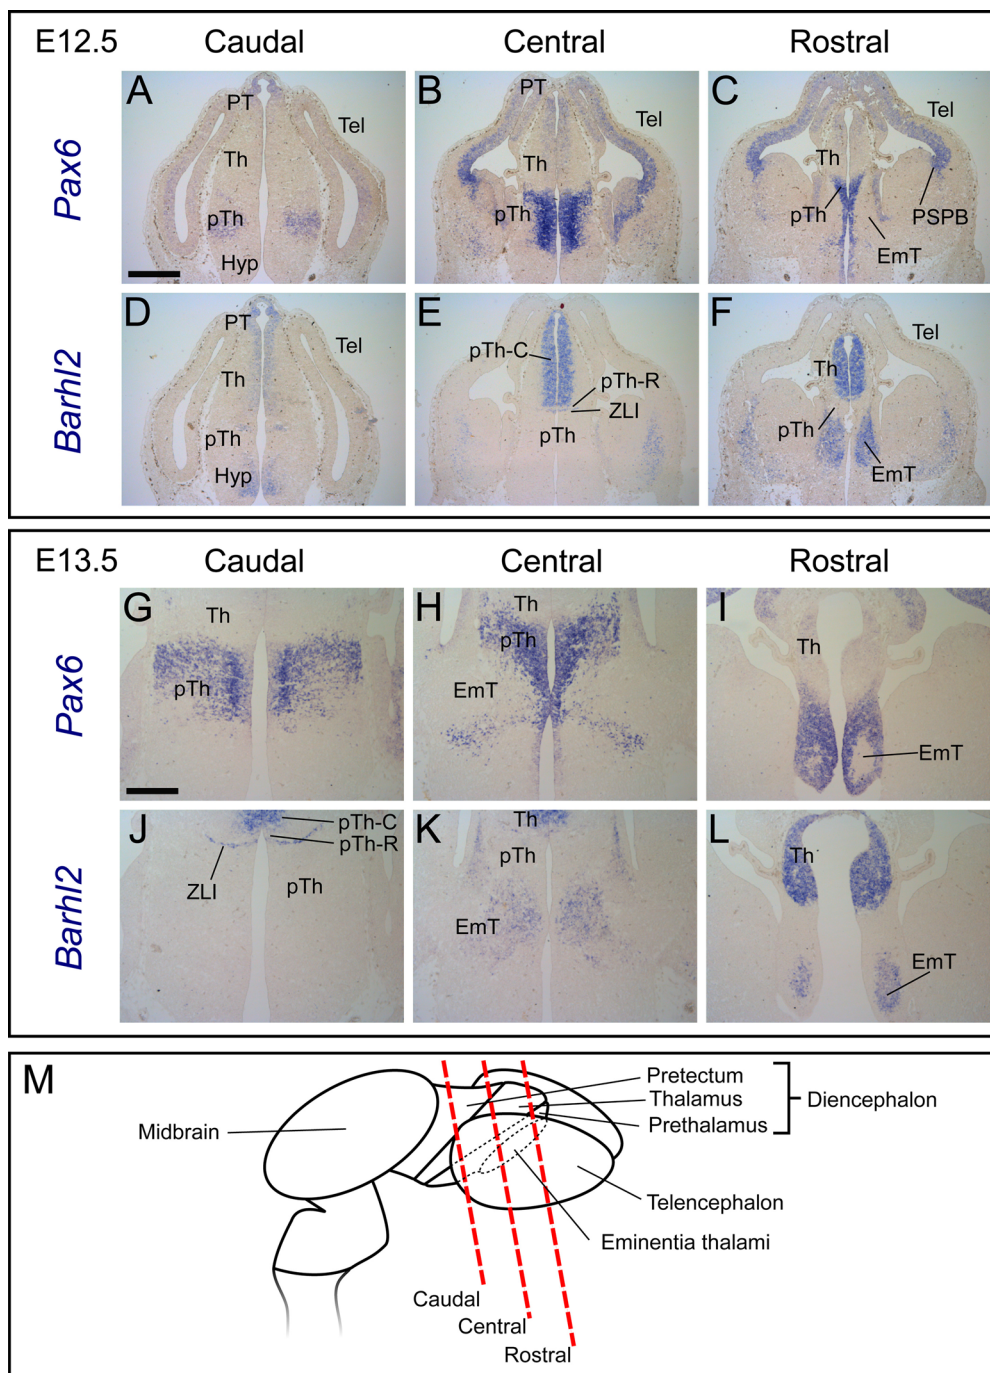 E12.5 Caudal Central Rostral
Pax6
A PT Tel Th pTh Hyp
B PT Tel Th pTh
C Tel Th pTh PSPB EmT
Barhl2
D PT Tel Th pTh Hyp
E pTh-C pTh-R ZLI pTh
F Tel Th pTh EmT
E13.5 Caudal Central Rostral
Pax6
G Th pTh
H Th pTh EmT
I Th EmT
Barhl2
J pTh-C pTh-R ZLI pTh
K Th pTh EmT
L Th EmT
M
Pretectum
Thalamus
Prethalamus
Diencephalon
Midbrain
Telencephalon
Eminentia thalami
Caudal
Central
Rostral